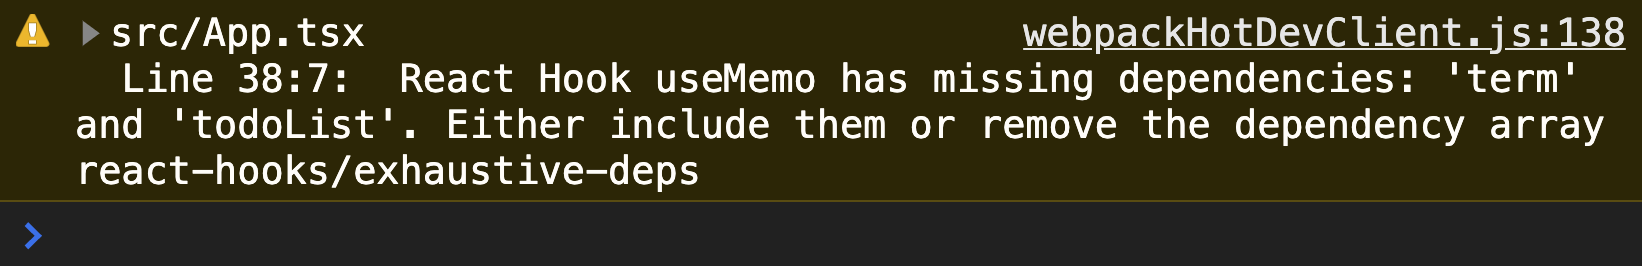 src/App.tsx webpackHotDevClient.js:138
Line 38:7:  React Hook useMemo has missing dependencies: 'term'
and 'todoList'. Either include them or remove the dependency array
react-hooks/exhaustive-deps